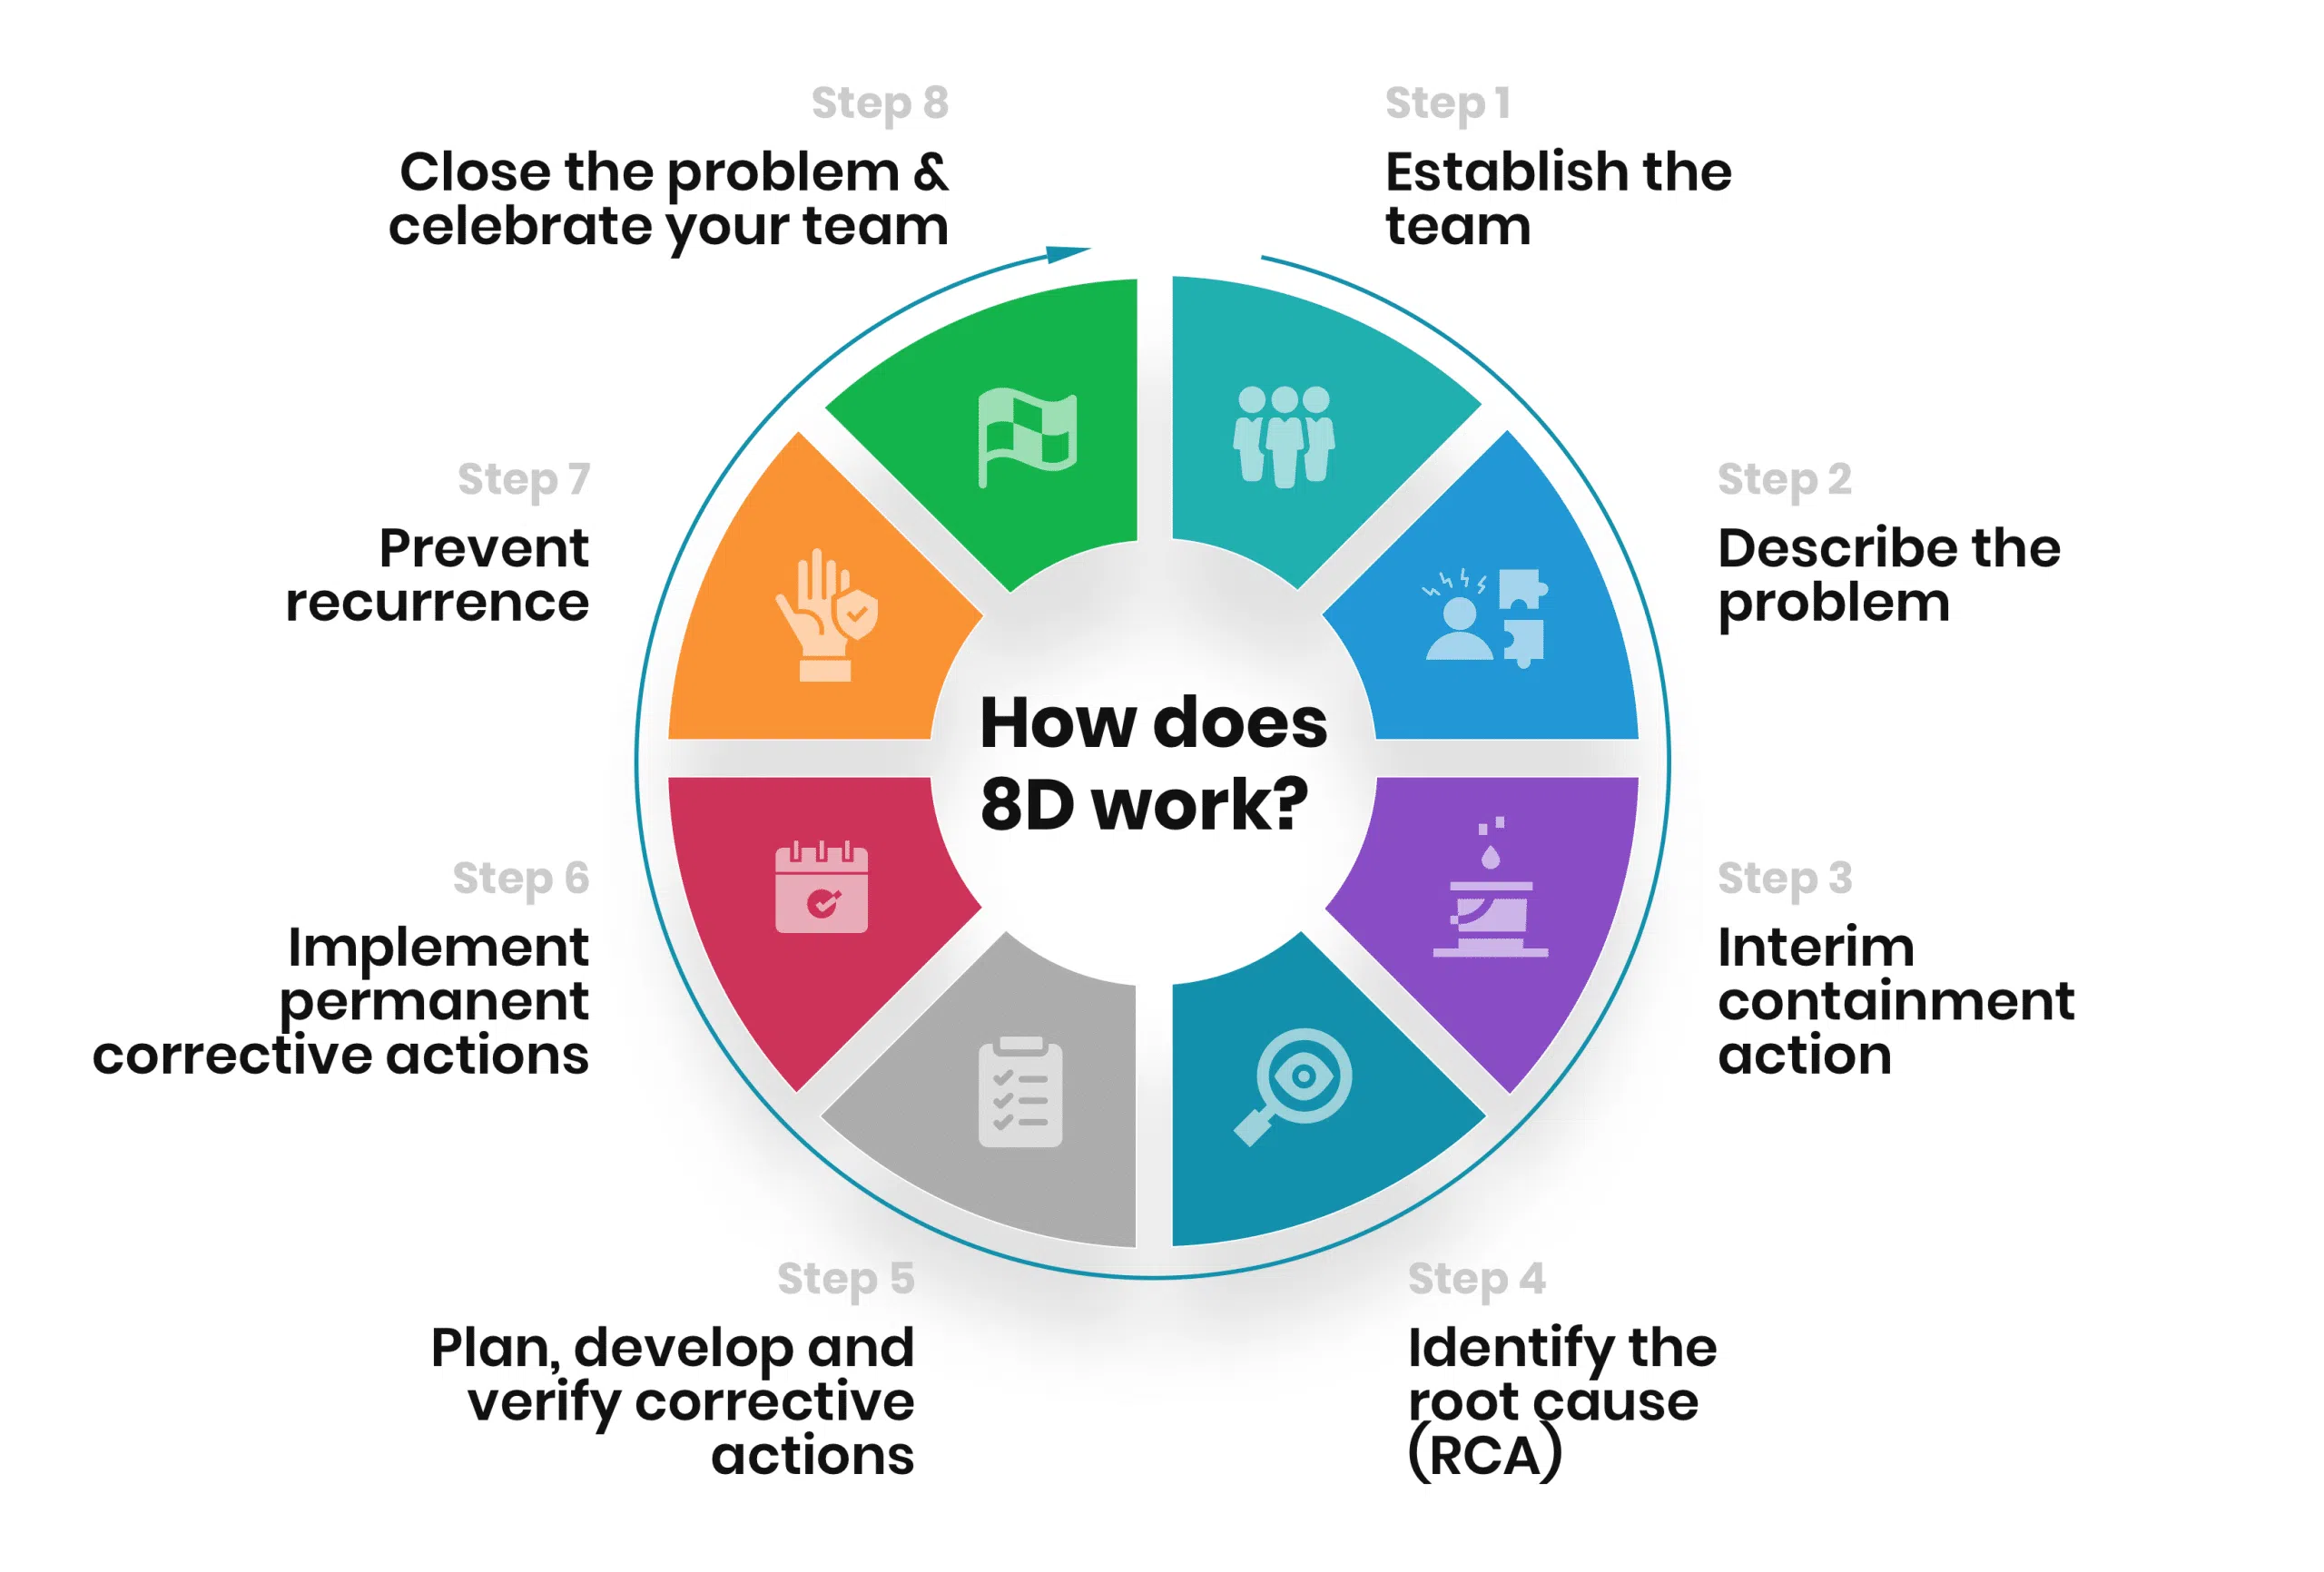 How does
8D work?
Step 1
Establish the
team
Step 2
Describe the
problem
Step 3
Interim
containment
action
Step 4
Identify the
root cause
(RCA)
Step 5
Plan, develop and
verify corrective
actions
Step 6
Implement
permanent
corrective actions
Step 7
Prevent
recurrence
Step 8
Close the problem &
celebrate your team